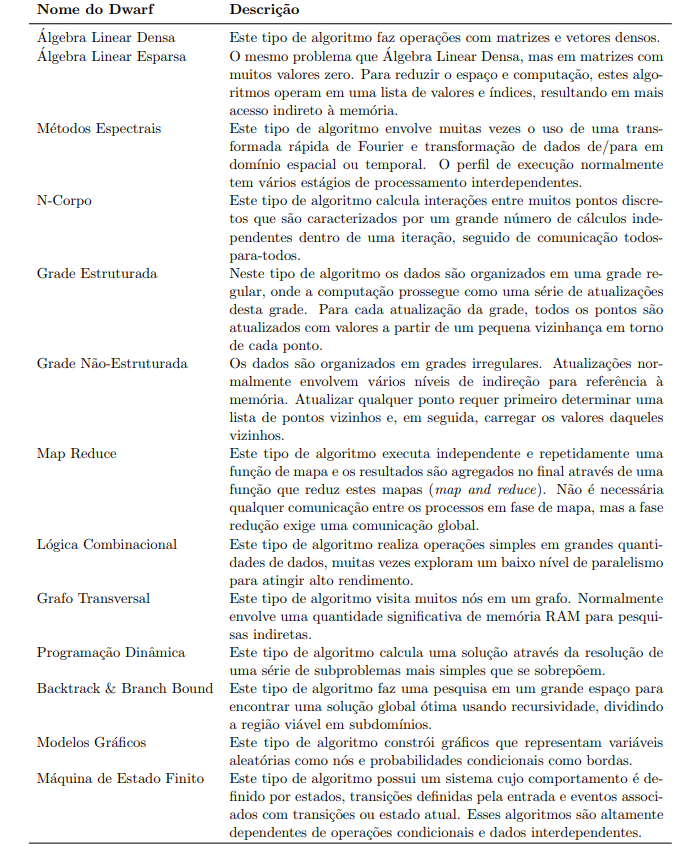 Nome do Dwarf Descrição
Álgebra Linear Densa Este tipo de algoritmo faz operações com matrizes e vetores densos.
Álgebra Linear Esparsa O mesmo problema que Álgebra Linear Densa, mas em matrizes com
muitos valores zero. Para reduzir o espaço e computação, estes algo-
ritmos operam em uma lista de valores e índices, resultando em mais
acesso indireto à memória.
Métodos Espectrais Este tipo de algoritmo envolve muitas vezes o uso de uma trans-
formada rápida de Fourier e transformação de dados de/para em
domínio espacial ou temporal. O perfil de execução normalmente
tem vários estágios de processamento interdependentes.
N-Corpo Este tipo de algoritmo calcula interações entre muitos pontos discre-
tos que são caracterizados por um grande número de cálculos inde-
pendentes dentro de uma iteração, seguido de comunicação todos-
para-todos.
Grade Estruturada Neste tipo de algoritmo os dados são organizados em uma grade re-
gular, onde a computação prossegue como uma série de atualizações
desta grade. Para cada atualização da grade, todos os pontos são
atualizados com valores a partir de um pequena vizinhança em torno
de cada ponto.
Grade Não-Estruturada Os dados são organizados em grades irregulares. Atualizações nor-
malmente envolvem vários níveis de indireção para referência à
memória. Atualizar qualquer ponto requer primeiro determinar uma
lista de pontos vizinhos e, em seguida, carregar os valores daqueles
vizinhos.
Map Reduce Este tipo de algoritmo executa independente e repetidamente uma
função de mapa e os resultados são agregados no final através de uma
função que reduz estes mapas (map and reduce). Não é necessária
qualquer comunicação entre os processos em fase de mapa, mas a fase
redução exige uma comunicação global.
Lógica Combinacional Este tipo de algoritmo realiza operações simples em grandes quanti-
dades de dados, muitas vezes exploram um baixo nível de paralelismo
para atingir alto rendimento.
Grafo Transversal Este tipo de algoritmo visita muitos nós em um grafo. Normalmente
envolve uma quantidade significativa de memória RAM para pesqui-
sas indiretas.
Programação Dinâmica Este tipo de algoritmo calcula uma solução através da resolução de
uma série de subproblemas mais simples que se sobrepõem.
Backtrack & Branch Bound Este tipo de algoritmo faz uma pesquisa em um grande espaço para
encontrar uma solução global ótima usando recursividade, dividindo
a região viável em subdomínios.
Modelos Gráficos Este tipo de algoritmo constrói gráficos que representam variáveis
aleatórias como nós e probabilidades condicionais como bordas.
Máquina de Estado Finito Este tipo de algoritmo possui um sistema cujo comportamento é de-
finido por estados, transições definidas pela entrada e eventos associ-
ados com transições ou estado atual. Esses algoritmos são altamente
dependentes de operações condicionais e dados interdependentes.